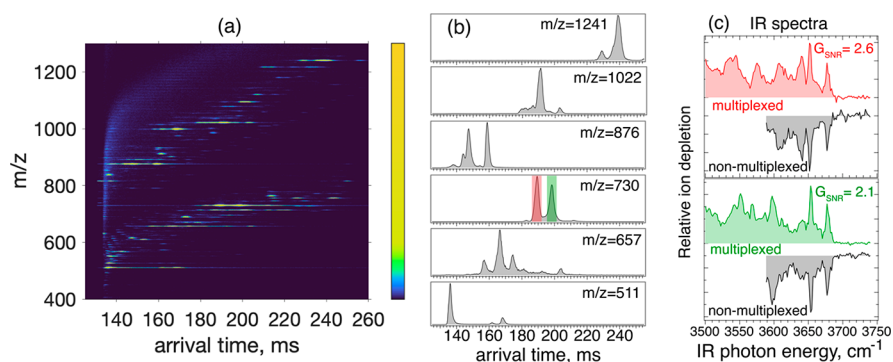 (a)
1200
1000
800
600
400
m/z
140 160 180 200 220 240 260
arrival time, ms
(b)
m/z=1241
m/z=1022
m/z=876
m/z=730
m/z=657
m/z=511
140 160 180 200 220 240
arrival time, ms
(c) IR spectra
Relative ion depletion
G_SNR= 2.6
multiplexed
non-multiplexed
G_SNR= 2.1
multiplexed
non-multiplexed
3500 3550 3600 3650 3700 3750
IR photon energy, cm⁻¹